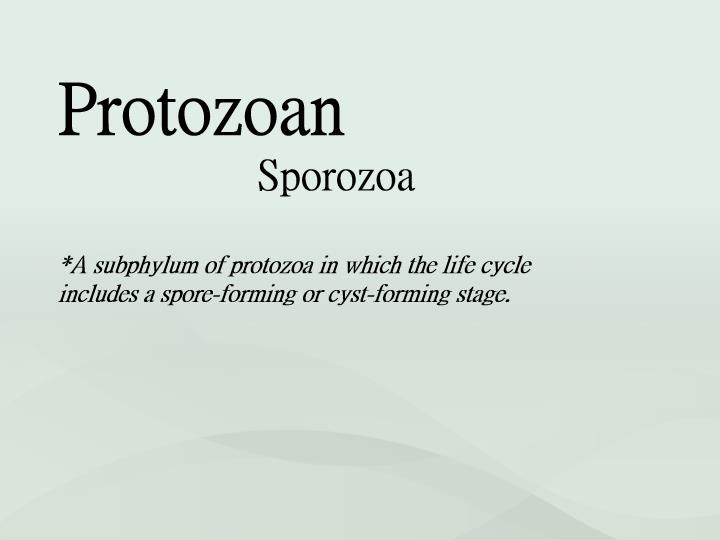 Protozoan
Sporozoa
*A subphylum of protozoa in which the life cycle
includes a spore-forming or cyst-forming stage.